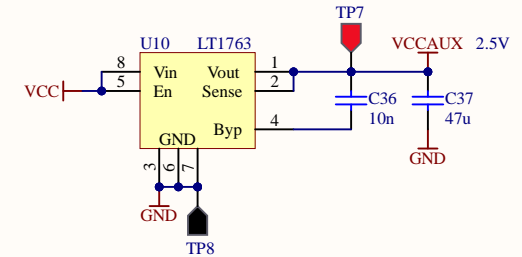 TP7
U10 LT1763
VCCAUX 2.5V
8 Vin Vout 1
5 En Sense 2
VCC
C36
10n
C37
47u
Byp 4
GND
3 6 7
GND
GND
TP8